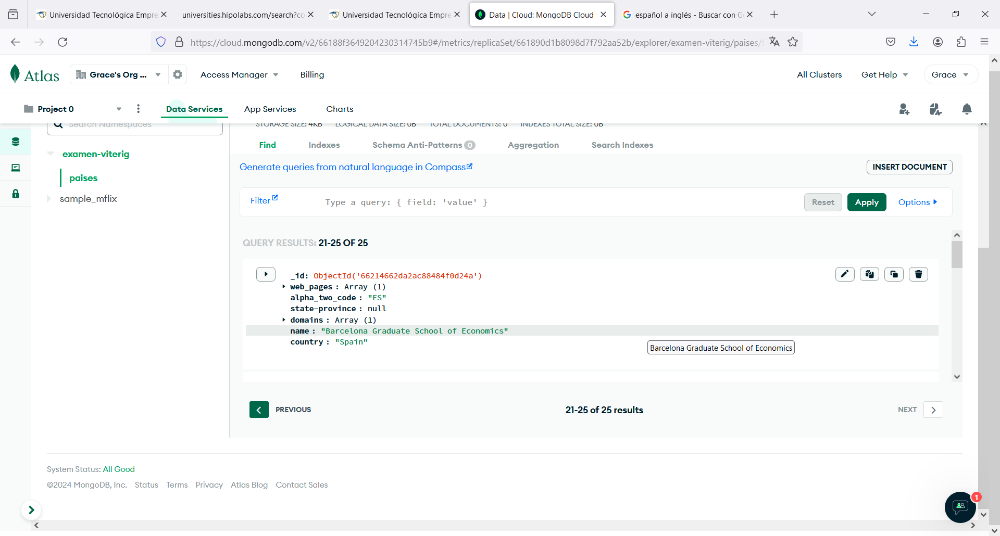 Universidad Tecnológica Empre
universities.hipolabs.com/search?co
Universidad Tecnológica Empre
Data | Cloud: MongoDB Cloud
español a inglés - Buscar con G
https://cloud.mongodb.com/v2/66188f3649204230314745b9#/metrics/replicaSet/661890d1b8098d7f792aa52b/explorer/examen-viterig/paises/
Atlas
Grace's Org ...
Access Manager
Billing
All Clusters
Get Help
Grace
Project 0
Data Services
App Services
Charts
Search Namespaces
STORAGE SIZE: 4KB LOGICAL DATA SIZE: 0B TOTAL DOCUMENTS: 0 INDEXES TOTAL SIZE: 0B
Find
Indexes
Schema Anti-Patterns 0
Aggregation
Search Indexes
examen-viterig
paises
sample_mflix
Generate queries from natural language in Compass
INSERT DOCUMENT
Filter
Type a query: { field: 'value' }
Reset
Apply
Options
QUERY RESULTS: 21-25 OF 25
_id: ObjectId('66214662da2ac88484f0d24a')
web_pages : Array (1)
alpha_two_code : "ES"
state-province : null
domains : Array (1)
name : "Barcelona Graduate School of Economics"
country : "Spain"
Barcelona Graduate School of Economics
PREVIOUS
21-25 of 25 results
NEXT
System Status: All Good
©2024 MongoDB, Inc. Status Terms Privacy Atlas Blog Contact Sales
1